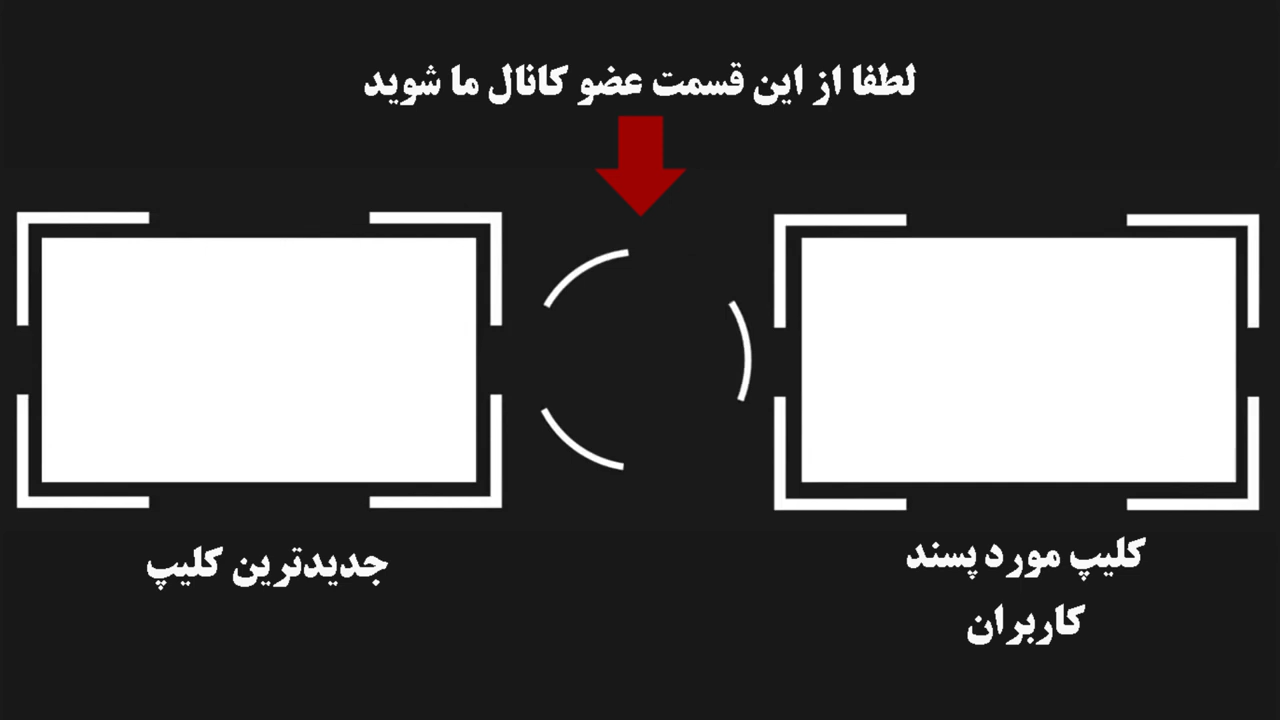 لطفا از این قسمت عضو کانال ما شوید
کلیپ مورد پسند
کاربران
جدیدترین کلیپ